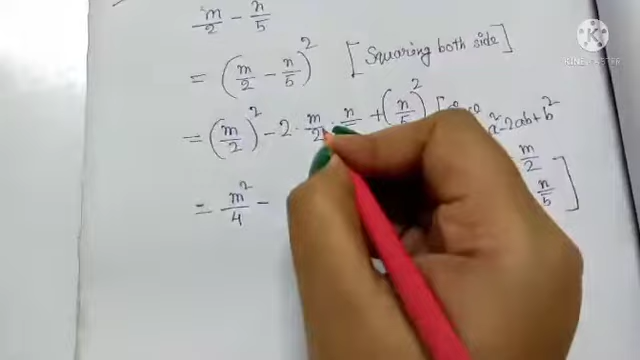 m/2 - n/5
= (m/2 - n/5)² [Squaring both side]
= (m/2)² - 2 · m/2 · n + (n/5)² [ a² - 2ab + b²
m/2
= m²/4 - n/5 ]
KINEMASTER